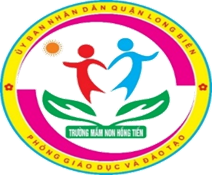 ỦY BAN NHÂN DÂN QUẬN LONG BIÊN
TRƯỜNG MẦM NON HỒNG TIẾN
PHÒNG GIÁO DỤC VÀ ĐÀO TẠO